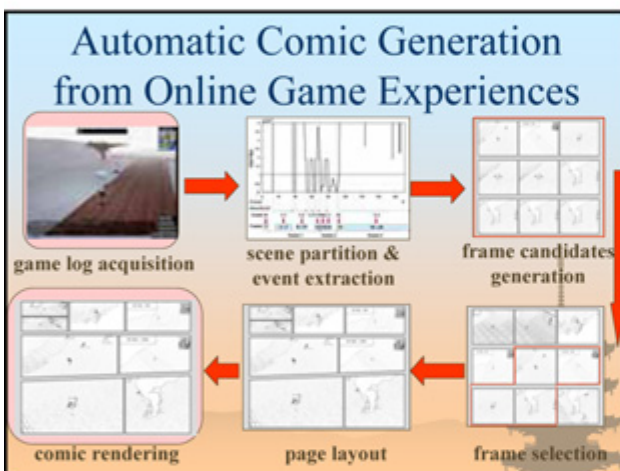 Automatic Comic Generation
from Online Game Experiences
game log acquisition
scene partition &
event extraction
frame candidates
generation
comic rendering
page layout
frame selection